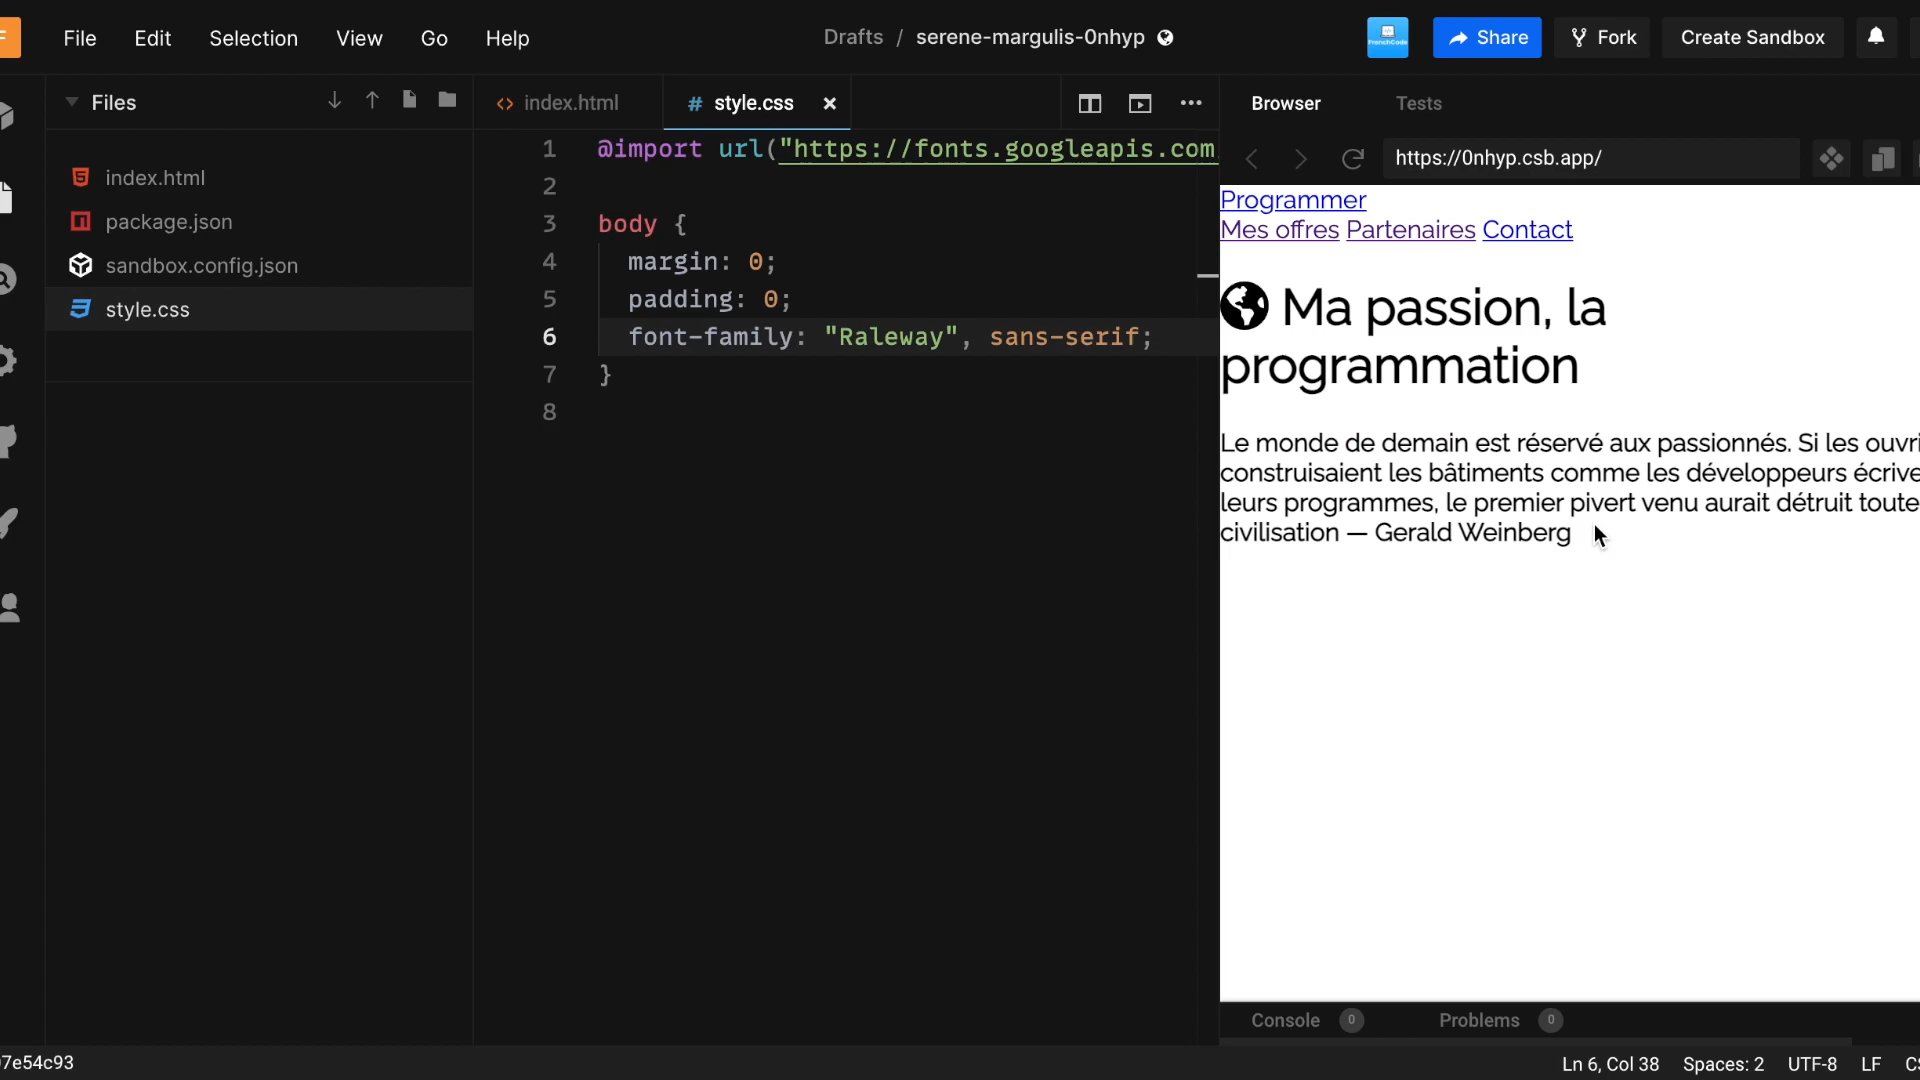 File Edit Selection View Go Help
Drafts / serene-margulis-0nhyp
FrenchCode
Share
Fork
Create Sandbox
Files
index.html
style.css
Browser
Tests
https://0nhyp.csb.app/
index.html
package.json
sandbox.config.json
style.css
1 @import url("https://fonts.googleapis.com
2
3 body {
4 margin: 0;
5 padding: 0;
6 font-family: "Raleway", sans-serif;
7 }
8
Programmer
Mes offres Partenaires Contact
Ma passion, la
programmation
Le monde de demain est réservé aux passionnés. Si les ouvri
construisaient les bâtiments comme les développeurs écrive
leurs programmes, le premier pivert venu aurait détruit toute
civilisation — Gerald Weinberg
Console 0 Problems 0
7e54c93
Ln 6, Col 38 Spaces: 2 UTF-8 LF